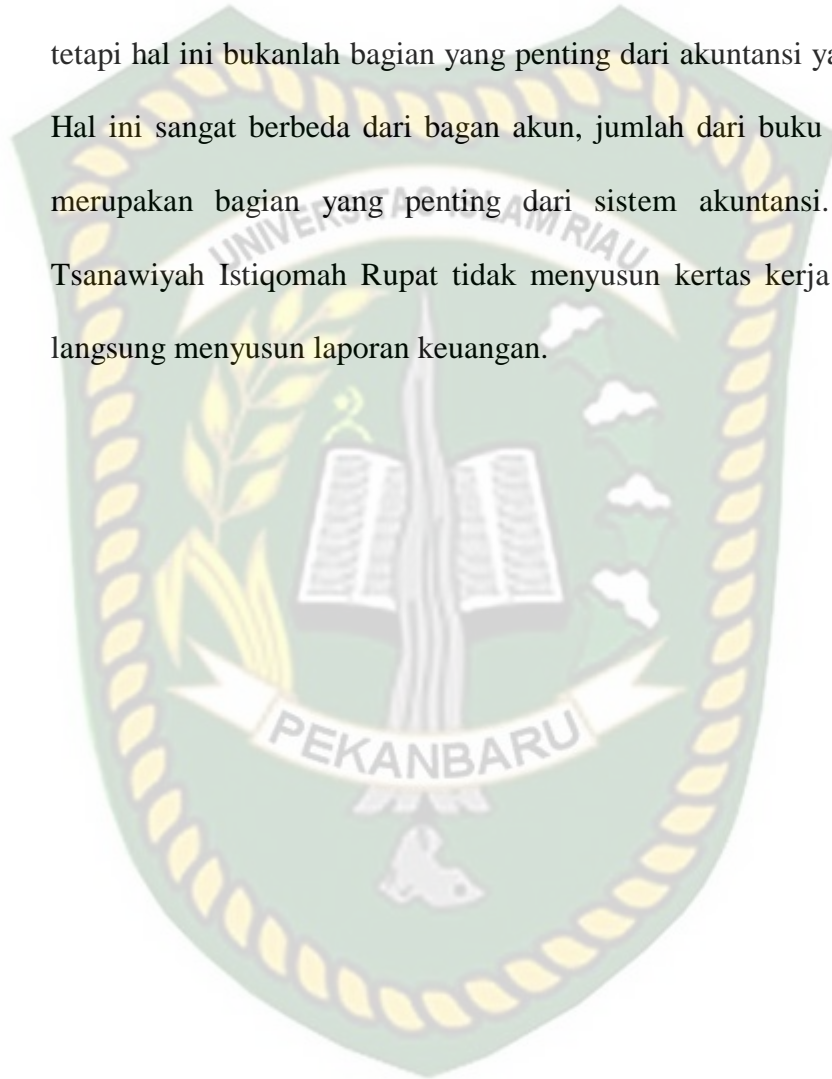 tetapi hal ini bukanlah bagian yang penting dari akuntansi
Hal ini sangat berbeda dari bagan akun, jumlah dari buku
merupakan bagian yang penting dari sistem akuntansi.
Tsanawiyah Istiqomah Rupat tidak menyusun kertas kerja
langsung menyusun laporan keuangan.
UNIVERSITAS ISLAM RIAU
PEKANBARU